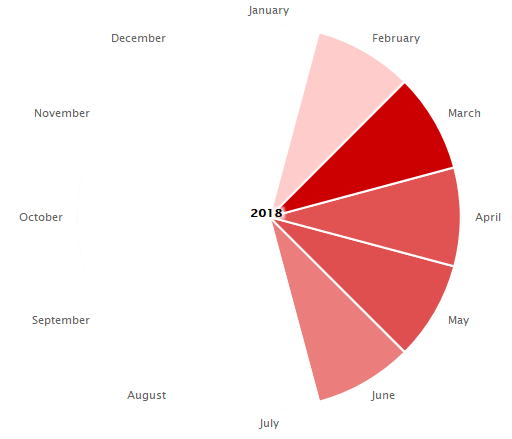 January
December
February
November
March
2018
October
April
September
May
August
June
July